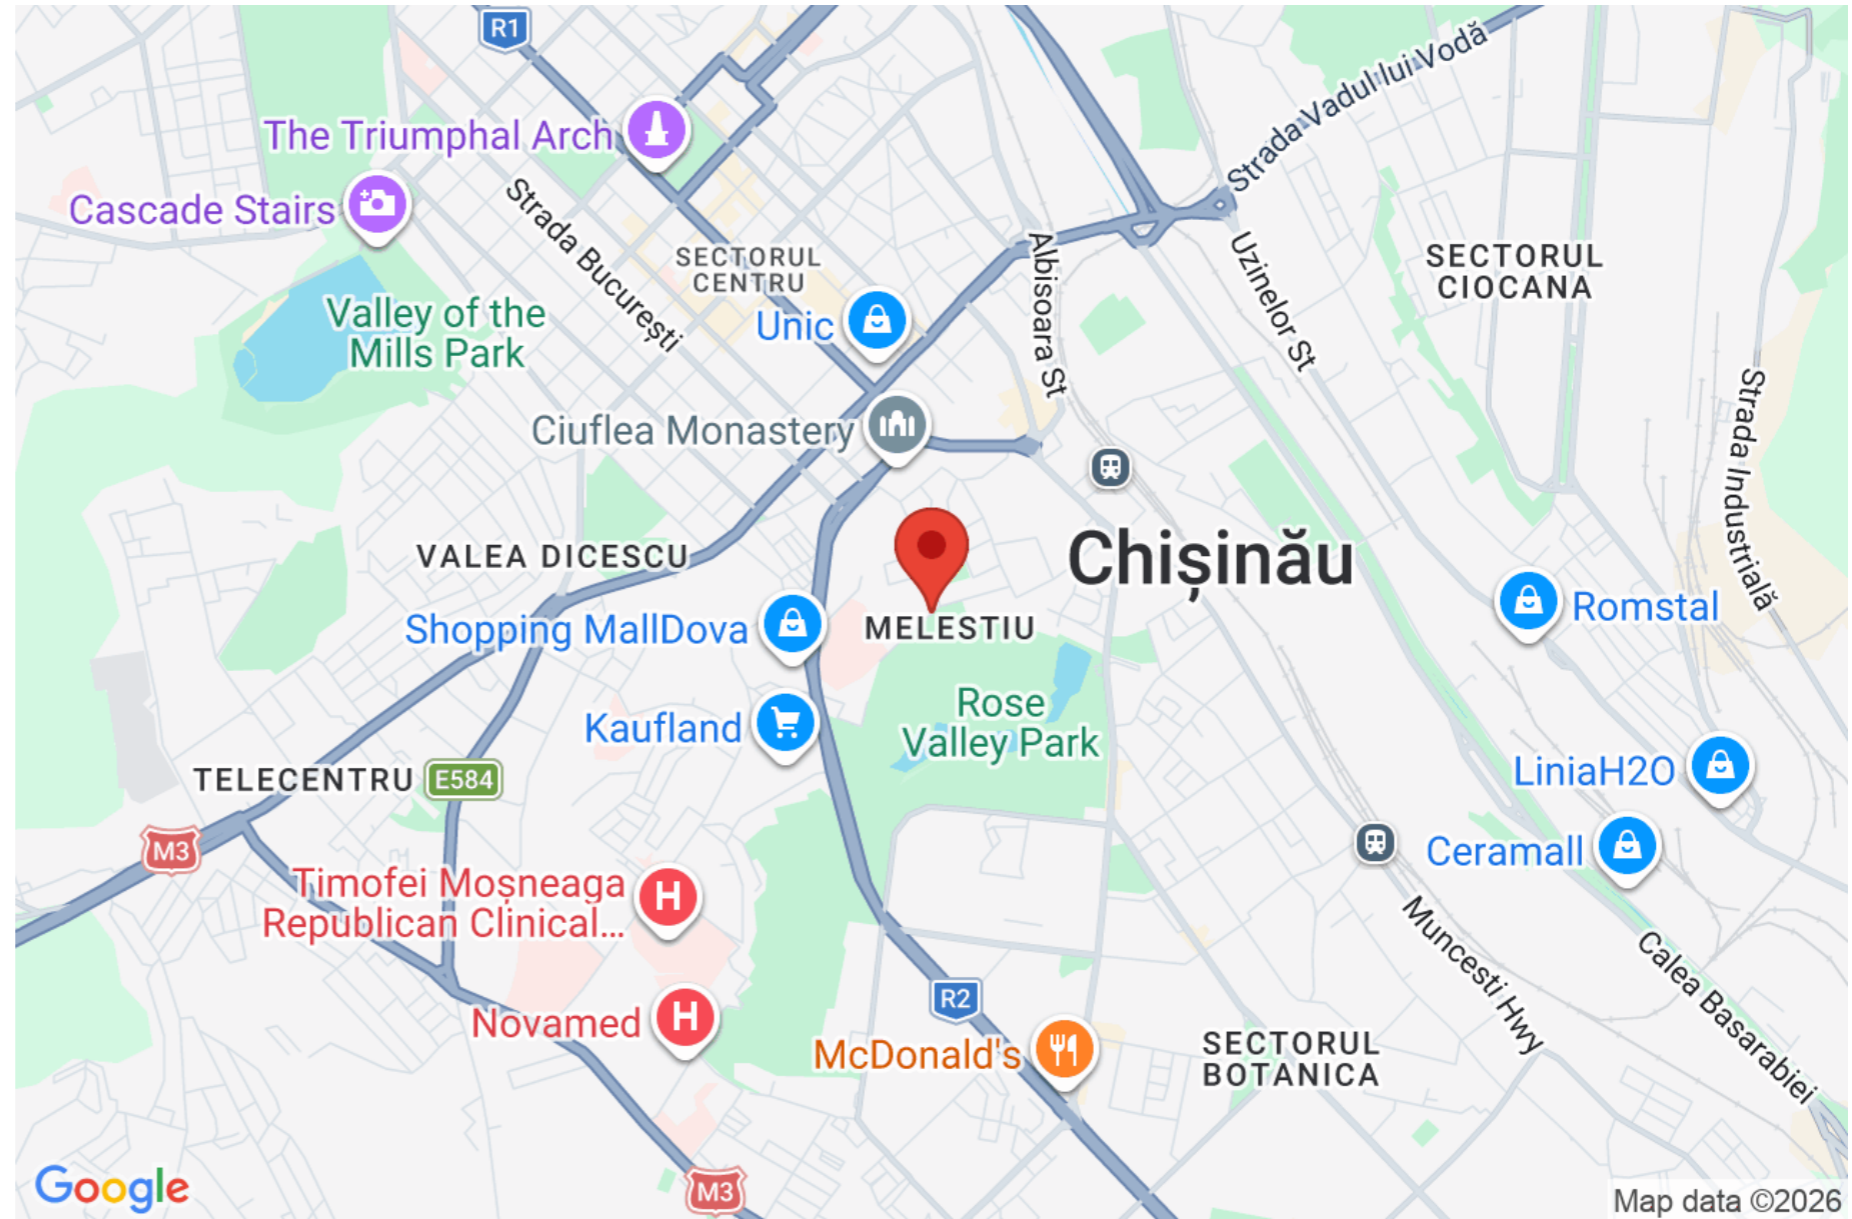 R1
Strada Vadul lui Vodă
The Triumphal Arch
Cascade Stairs
Strada București
SECTORUL
CENTRU
Albisoara St
Uzinelor St
SECTORUL
CIOCANA
Valley of the
Mills Park
Unic
Ciuflea Monastery
Strada Industrială
VALEA DICESCU
Chișinău
Shopping MallDova
MELESTIU
Romstal
Kaufland
Rose
Valley Park
TELECENTRU
E584
LiniaH2O
M3
Ceramall
Timofei Moșneaga
Republican Clinical...
H
Muncesti Hwy
Calea Basarabiei
R2
Novamed
H
McDonald's
SECTORUL
BOTANICA
M3
Google
Map data ©2026